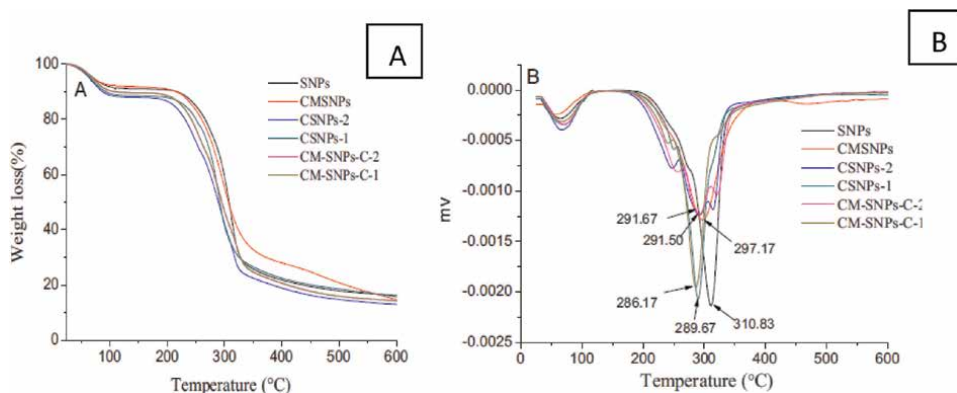 A
A
SNPs
CMSNPs
CSNPs-2
CSNPs-1
CM-SNPs-C-2
CM-SNPs-C-1
100
80
60
40
20
0
Weight loss(%)
100
200
300
400
500
600
Temperature (°C)
B
B
0.0000
-0.0005
-0.0010
-0.0015
-0.0020
-0.0025
mv
SNPs
CMSNPs
CSNPs-2
CSNPs-1
CM-SNPs-C-2
CM-SNPs-C-1
291.67
291.50
297.17
286.17
289.67
310.83
0
100
200
300
400
500
600
Temperature (°C)